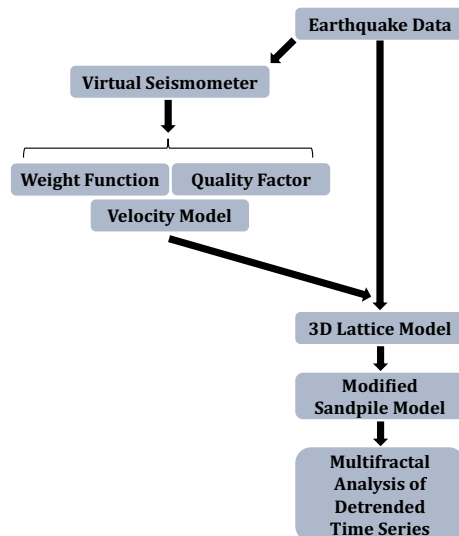 Earthquake Data
Virtual Seismometer
Weight Function
Quality Factor
Velocity Model
3D Lattice Model
Modified
Sandpile Model
Multifractal
Analysis of
Detrended
Time Series